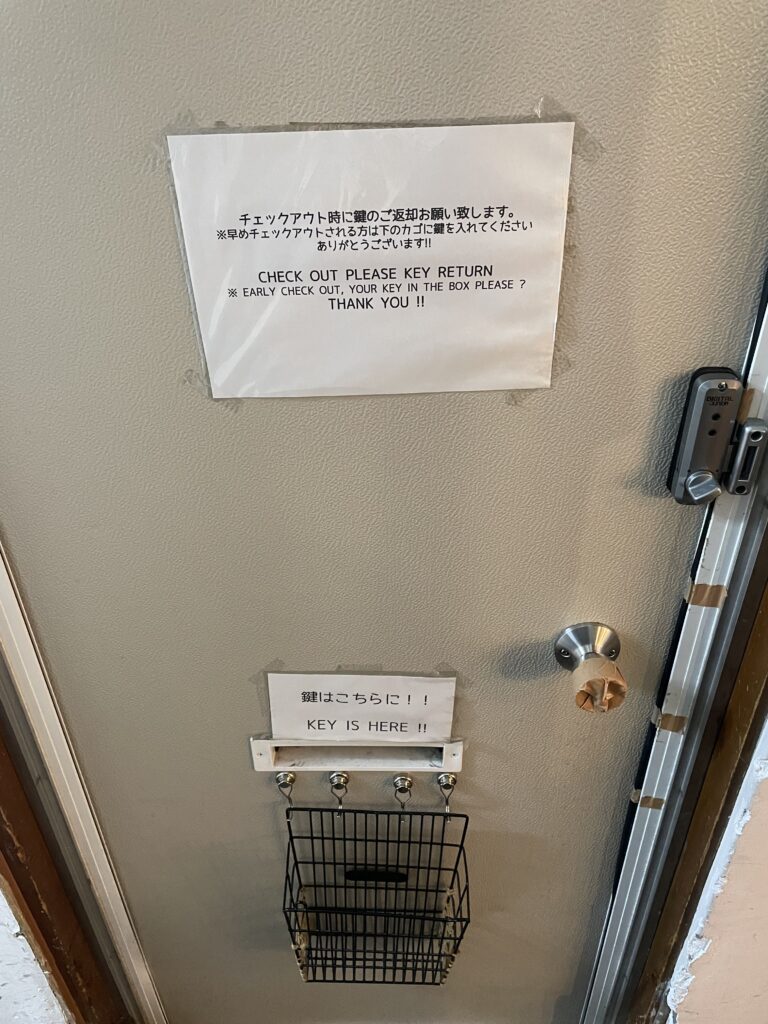 チェックアウト時に鍵のご返却お願い致します。
※早めチェックアウトされる方は下のカゴに鍵を入れてください
ありがとうございます!!
CHECK OUT PLEASE KEY RETURN
※ EARLY CHECK OUT, YOUR KEY IN THE BOX PLEASE ?
THANK YOU !!
DIGITAL
鍵はこちらに！！
KEY IS HERE !!